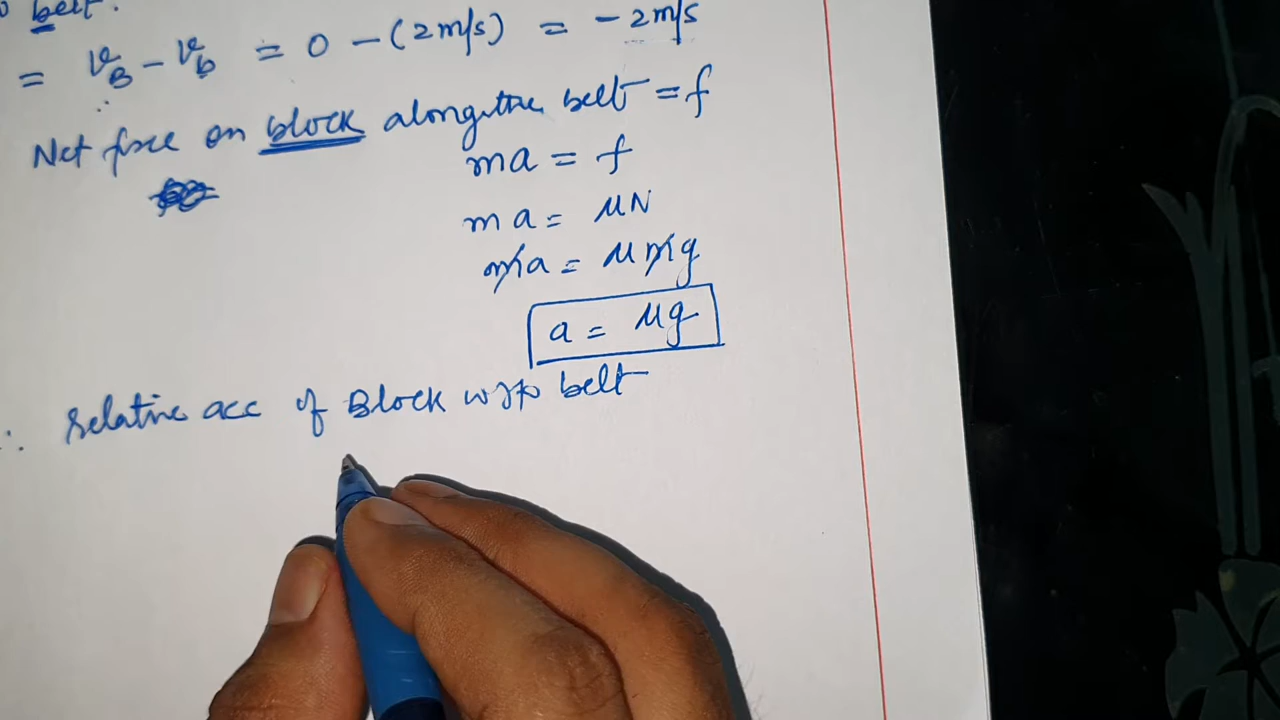 belt.
= v_B - v_b = 0 - (2m/s) = - 2m/s
Net force on block along the belt = f
ma = f
ma = μN
ma = μmg
a = μg
∴ relative acc of Block w.r.to belt